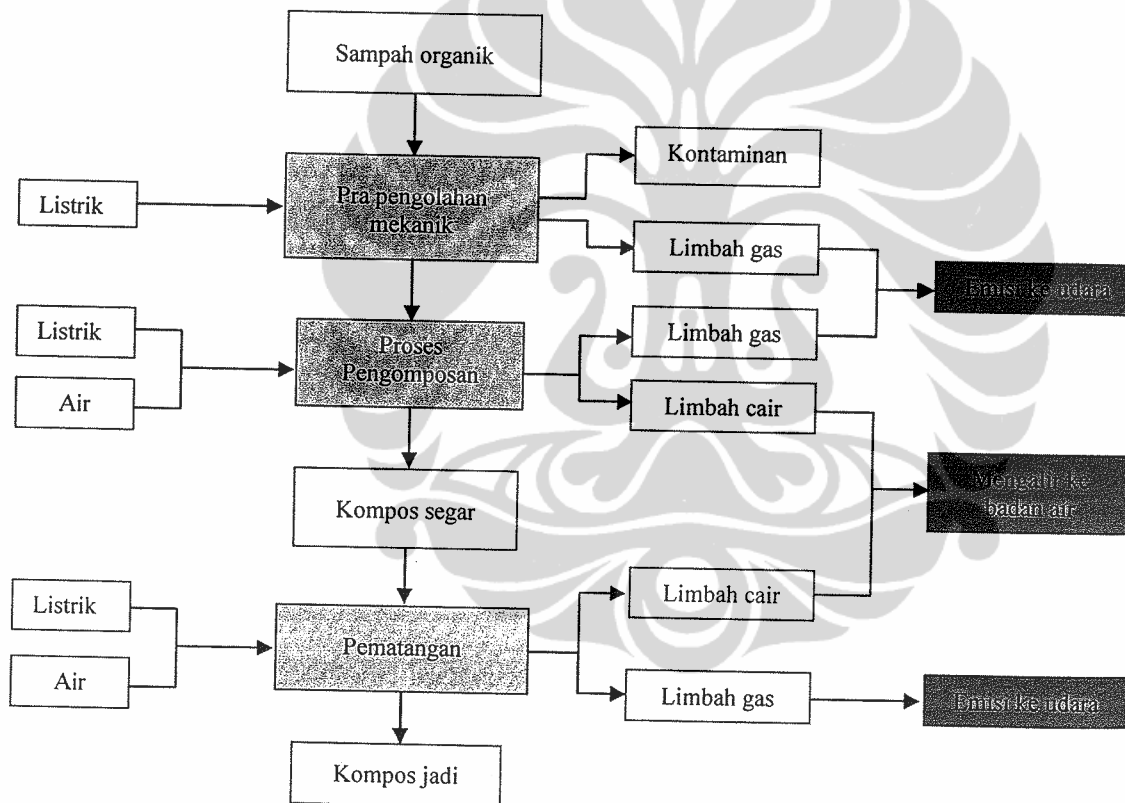 Sampah organik
Kontaminan
Listrik
Pra pengolahan
mekanik
Limbah gas
Emisi ke udara
Listrik
Air
Proses
Pengomposan
Limbah gas
Limbah cair
Mengalir ke
badan air
Kompos segar
Listrik
Air
Pematangan
Limbah cair
Limbah gas
Emisi ke udara
Kompos jadi